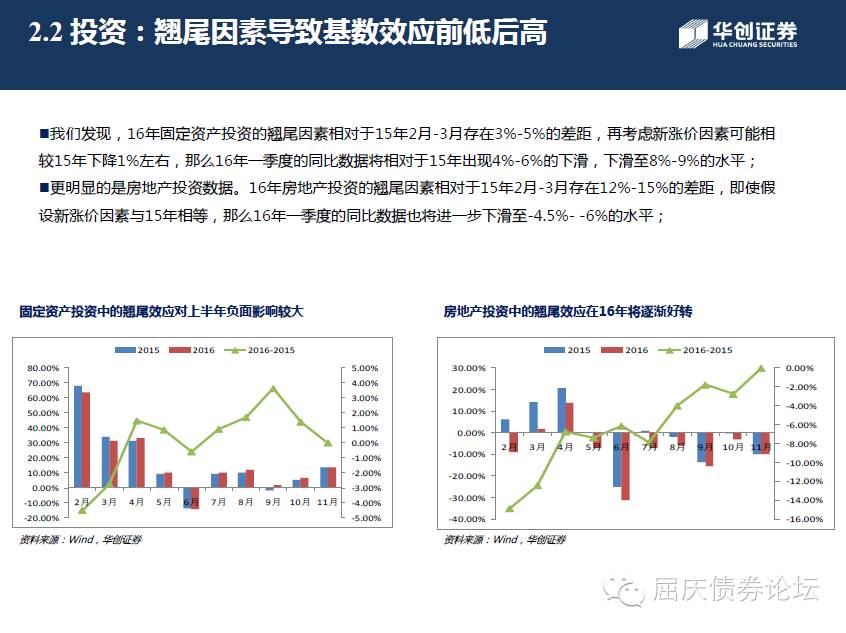 2.2 投资：翘尾因素导致基数效应前低后高
华创证券
HUA CHUANG SECURITIES
■我们发现，16年固定资产投资的翘尾因素相对于15年2月-3月存在3%-5%的差距，再考虑新涨价因素可能相
较15年下降1%左右，那么16年一季度的同比数据将相对于15年出现4%-6%的下滑，下滑至8%-9%的水平；
■更明显的是房地产投资数据。16年房地产投资的翘尾因素相对于15年2月-3月存在12%-15%的差距，即使假
设新涨价因素与15年相等，那么16年一季度的同比数据也将进一步下滑至-4.5%- -6%的水平；
固定资产投资中的翘尾效应对上半年负面影响较大
2015 2016 2016-2015
80.00% 5.00%
70.00% 4.00%
60.00% 3.00%
50.00% 2.00%
40.00% 1.00%
30.00% 0.00%
20.00% -1.00%
10.00% -2.00%
0.00% -3.00%
-10.00% -4.00%
-20.00% -5.00%
2月 3月 4月 5月 6月 7月 8月 9月 10月 11月
资料来源：Wind，华创证券
房地产投资中的翘尾效应在16年将逐渐好转
2015 2016 2016-2015
30.00% 0.00%
20.00% -2.00%
10.00% -4.00%
0.00% -6.00%
-10.00% -8.00%
-20.00% -10.00%
-30.00% -12.00%
-40.00% -14.00%
-16.00%
2月 3月 4月 5月 6月 7月 8月 9月 10月 11月
资料来源：Wind，华创证券
屈庆债券论坛